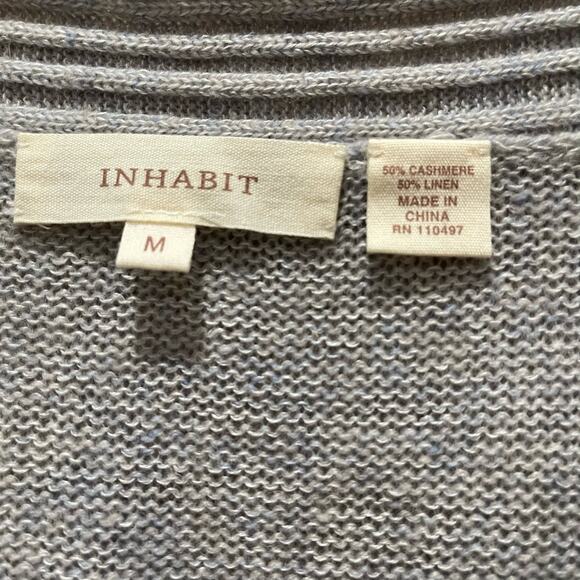 INHABIT
M
50% CASHMERE
50% LINEN
MADE IN
CHINA
RN 110497